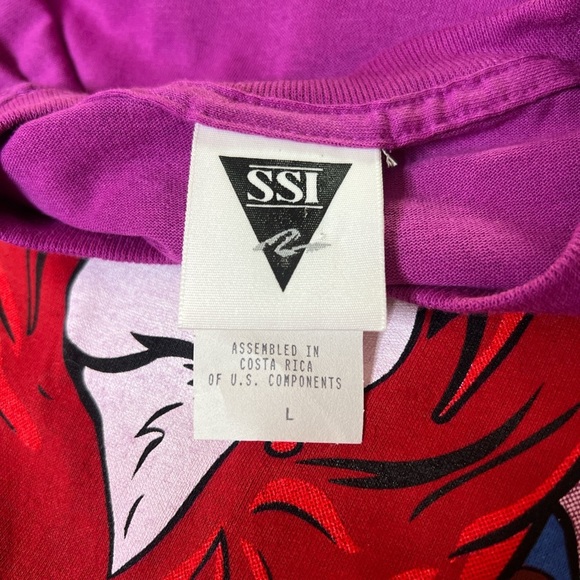 SSI
ASSEMBLED IN
COSTA RICA
OF U.S. COMPONENTS
L